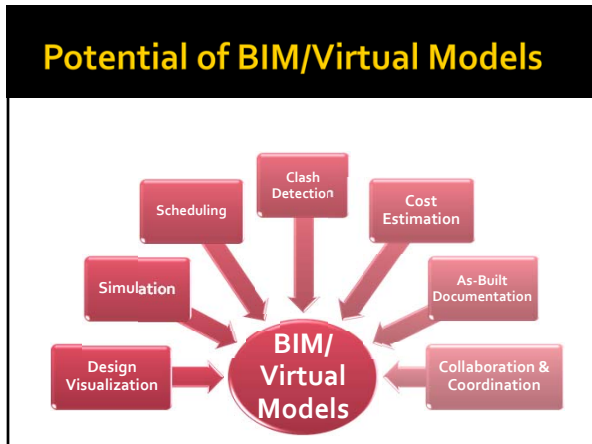 Potential of BIM/Virtual Models
Clash
Detection
Scheduling
Cost
Estimation
Simulation
As-Built
Documentation
Design
Visualization
BIM/
Virtual
Models
Collaboration &
Coordination